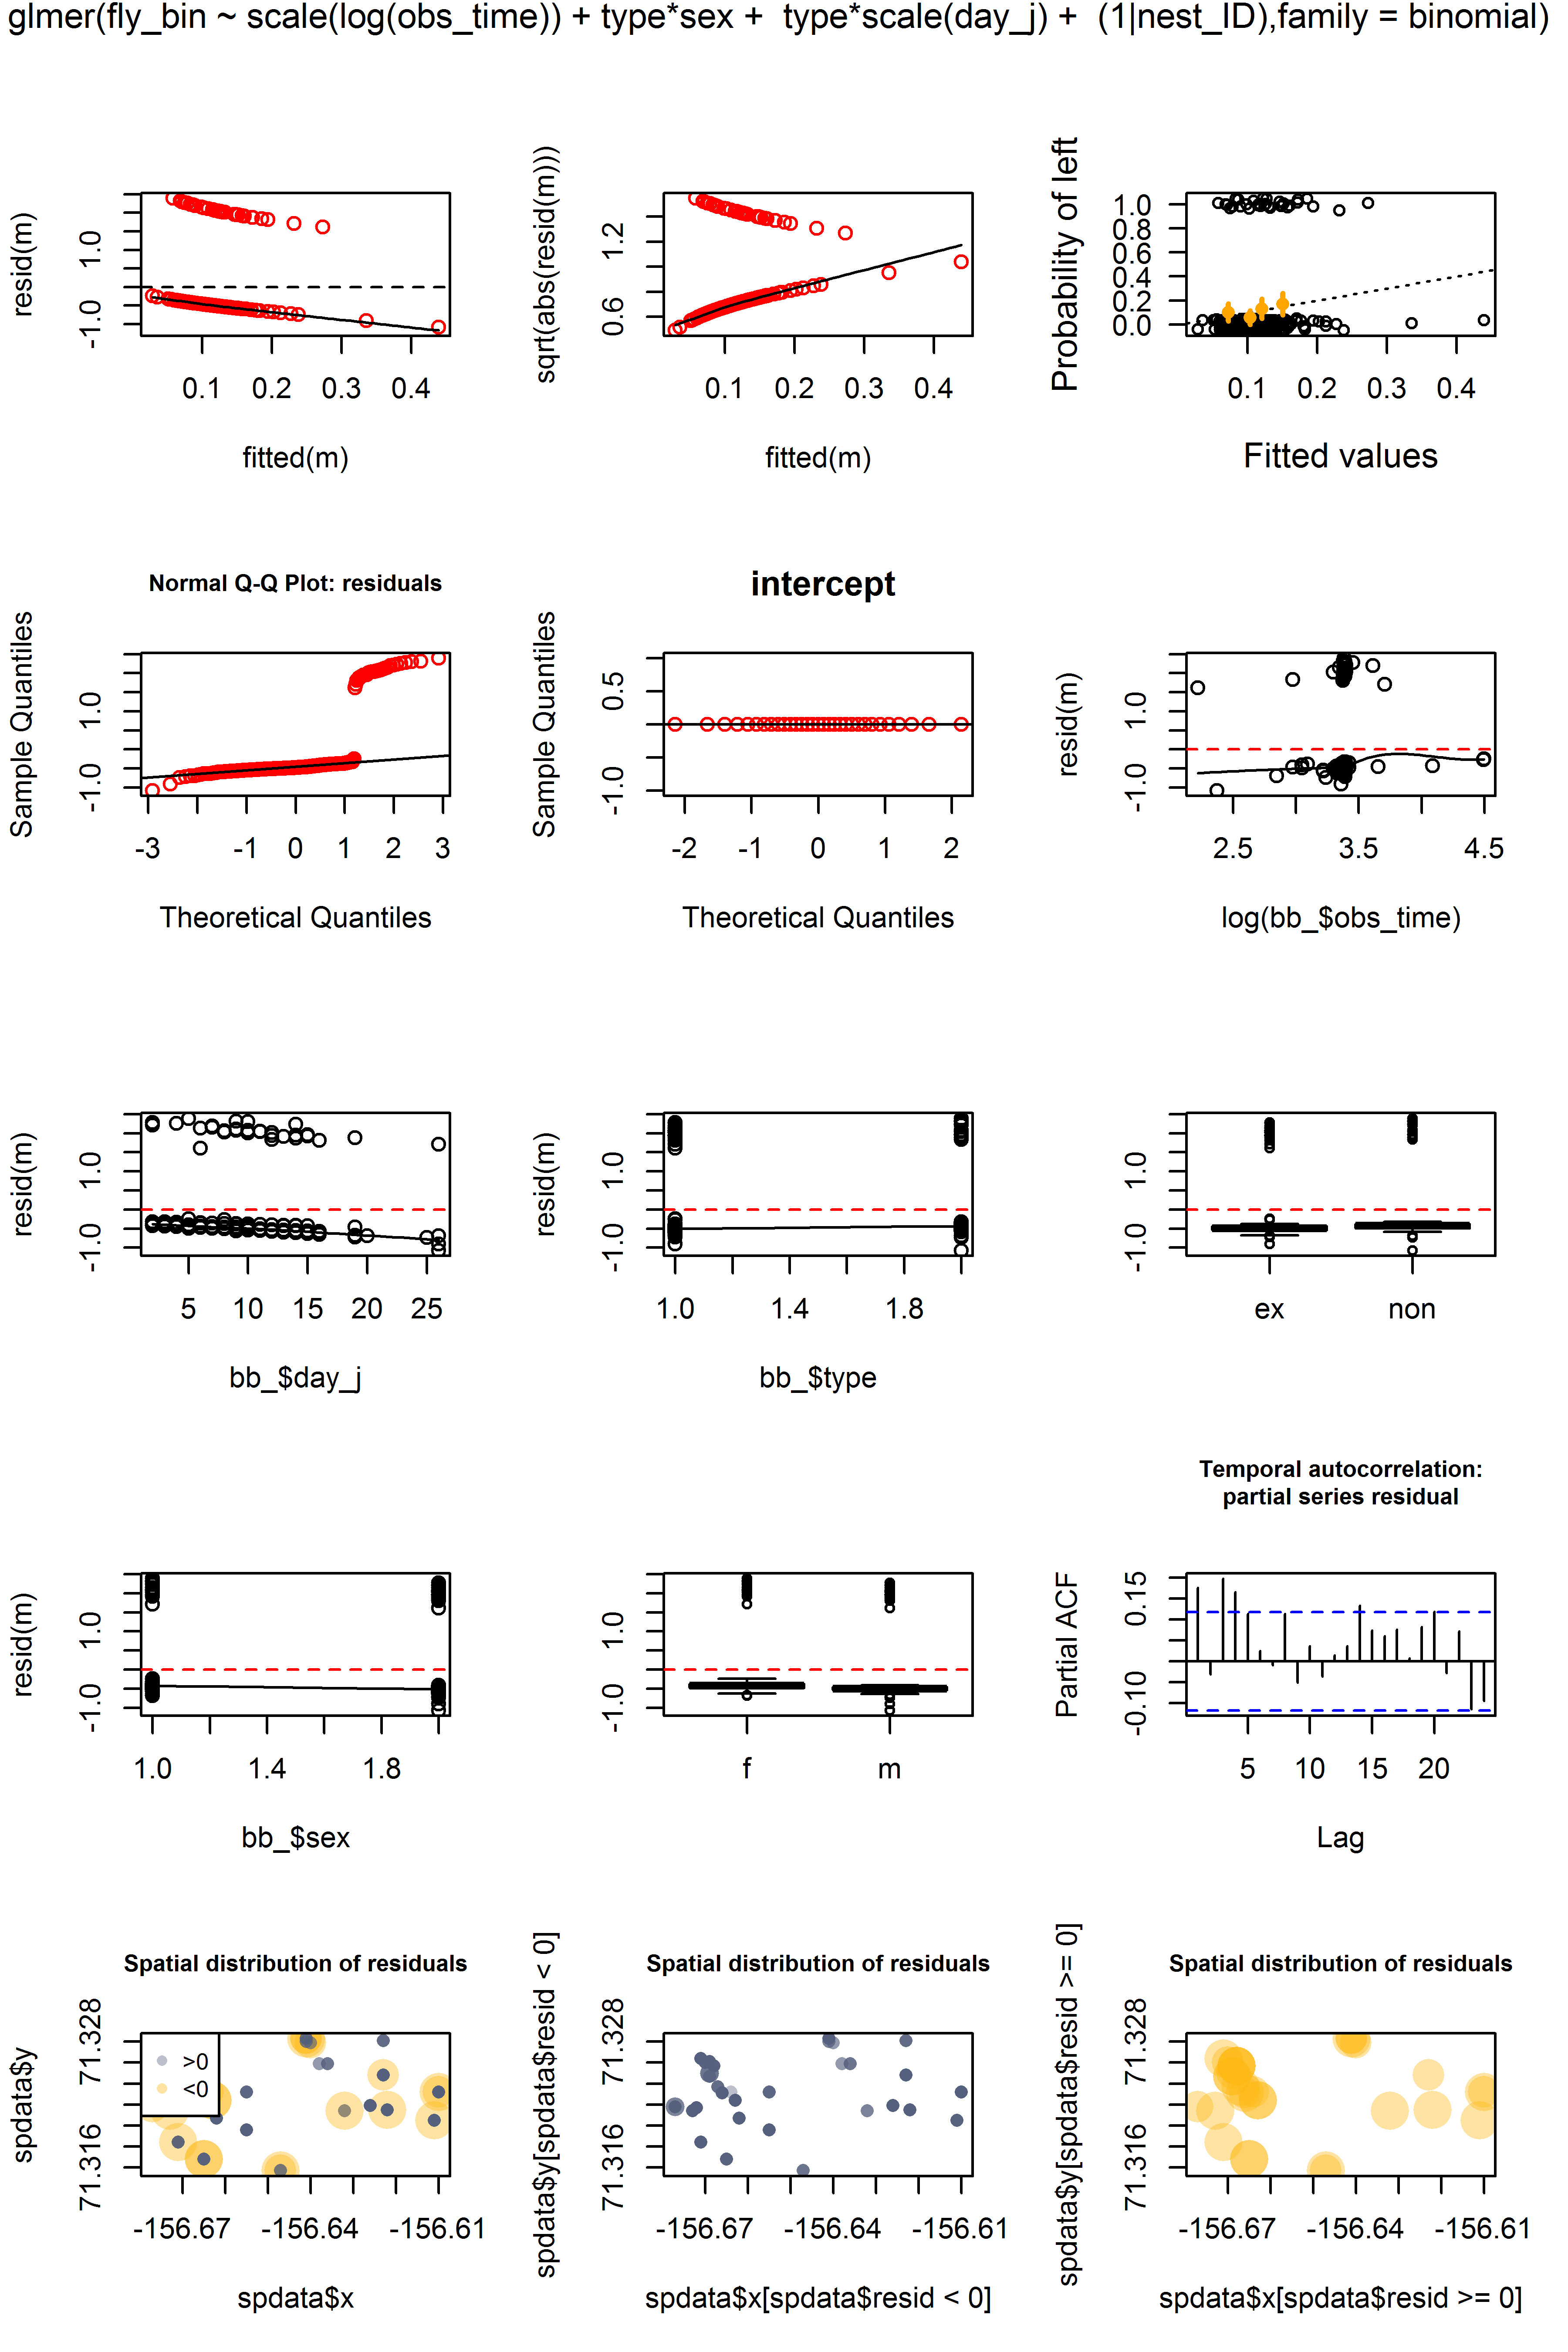 glmer(fly_bin ~ scale(log(obs_time)) + type*sex + type*scale(day_j) + (1|nest_ID),family = binomial)
resid(m)
1.0
-1.0
0.1 0.2 0.3 0.4
fitted(m)
sqrt(abs(resid(m)))
1.2
0.6
0.1 0.2 0.3 0.4
fitted(m)
Probability of left
1.0
0.8
0.6
0.4
0.2
0.0
0.1 0.2 0.3 0.4
Fitted values
Normal Q-Q Plot: residuals
Sample Quantiles
1.0
-1.0
-3 -1 0 1 2 3
Theoretical Quantiles
intercept
Sample Quantiles
0.5
-1.0
-2 -1 0 1 2
Theoretical Quantiles
resid(m)
1.0
-1.0
2.5 3.5 4.5
log(bb_$obs_time)
resid(m)
1.0
-1.0
5 10 15 20 25
bb_$day_j
resid(m)
1.0
-1.0
1.0 1.4 1.8
bb_$type
1.0
-1.0
ex non
resid(m)
1.0
-1.0
1.0 1.4 1.8
bb_$sex
1.0
-1.0
f m
Temporal autocorrelation:
partial series residual
Partial ACF
0.15
-0.10
5 10 15 20
Lag
Spatial distribution of residuals
spdata$y
71.328
71.316
>0
<0
-156.67 -156.64 -156.61
spdata$x
Spatial distribution of residuals
spdata$y[spdata$resid < 0]
71.328
71.316
-156.67 -156.64 -156.61
spdata$x[spdata$resid < 0]
Spatial distribution of residuals
spdata$y[spdata$resid >= 0]
71.328
71.316
-156.67 -156.64 -156.61
spdata$x[spdata$resid >= 0]